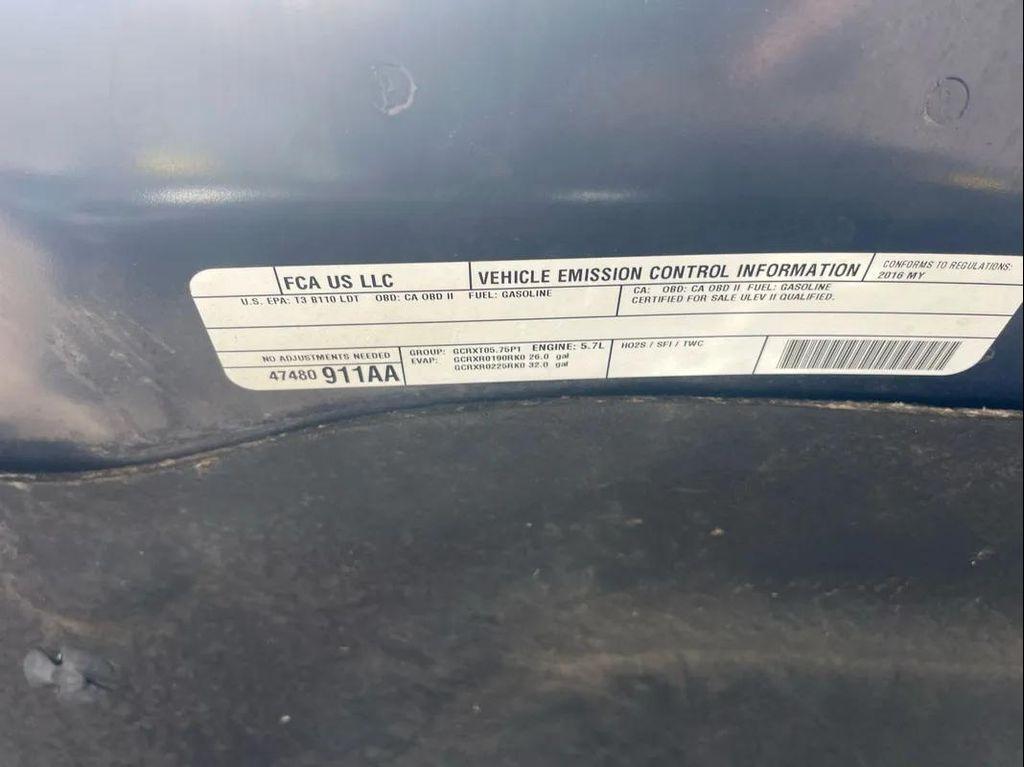 FCA US LLC
VEHICLE EMISSION CONTROL INFORMATION
CONFORMS TO REGULATIONS:
2016 MY
U.S. EPA: T3 B110 LDT OBD: CA OBD II FUEL: GASOLINE
CA: OBD: CA OBD II FUEL: GASOLINE
CERTIFIED FOR SALE ULEV II QUALIFIED.
NO ADJUSTMENTS NEEDED
47480 911AA
GROUP: GCRXT05.75P1 ENGINE: 5.7L
EVAP: GCRXR0190RK0 26.0 gal
GCRXR0225RK0 32.0 gal
HO2S / SFI / TWC